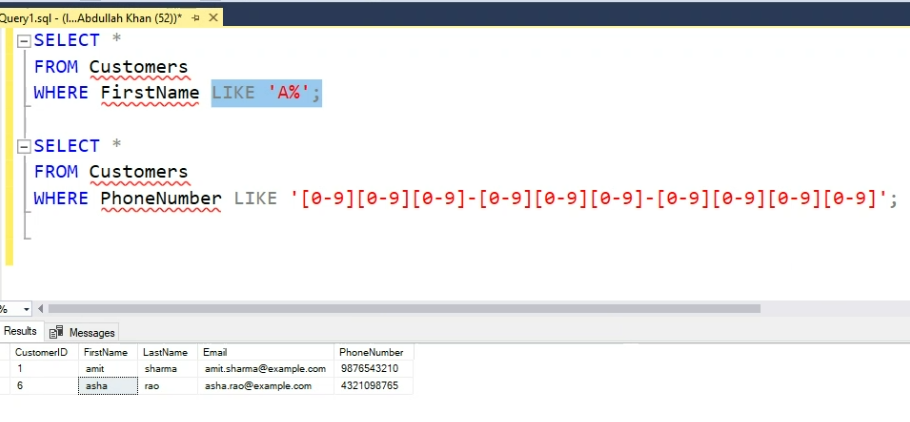 Query1.sql - (l...Abdullah Khan (52))*
SELECT *
FROM Customers
WHERE FirstName LIKE 'A%';
SELECT *
FROM Customers
WHERE PhoneNumber LIKE '[0-9][0-9][0-9]-[0-9][0-9][0-9]-[0-9][0-9][0-9][0-9]';
%
Results Messages
CustomerID FirstName LastName Email PhoneNumber
1 amit sharma amit.sharma@example.com 9876543210
6 asha rao asha.rao@example.com 4321098765